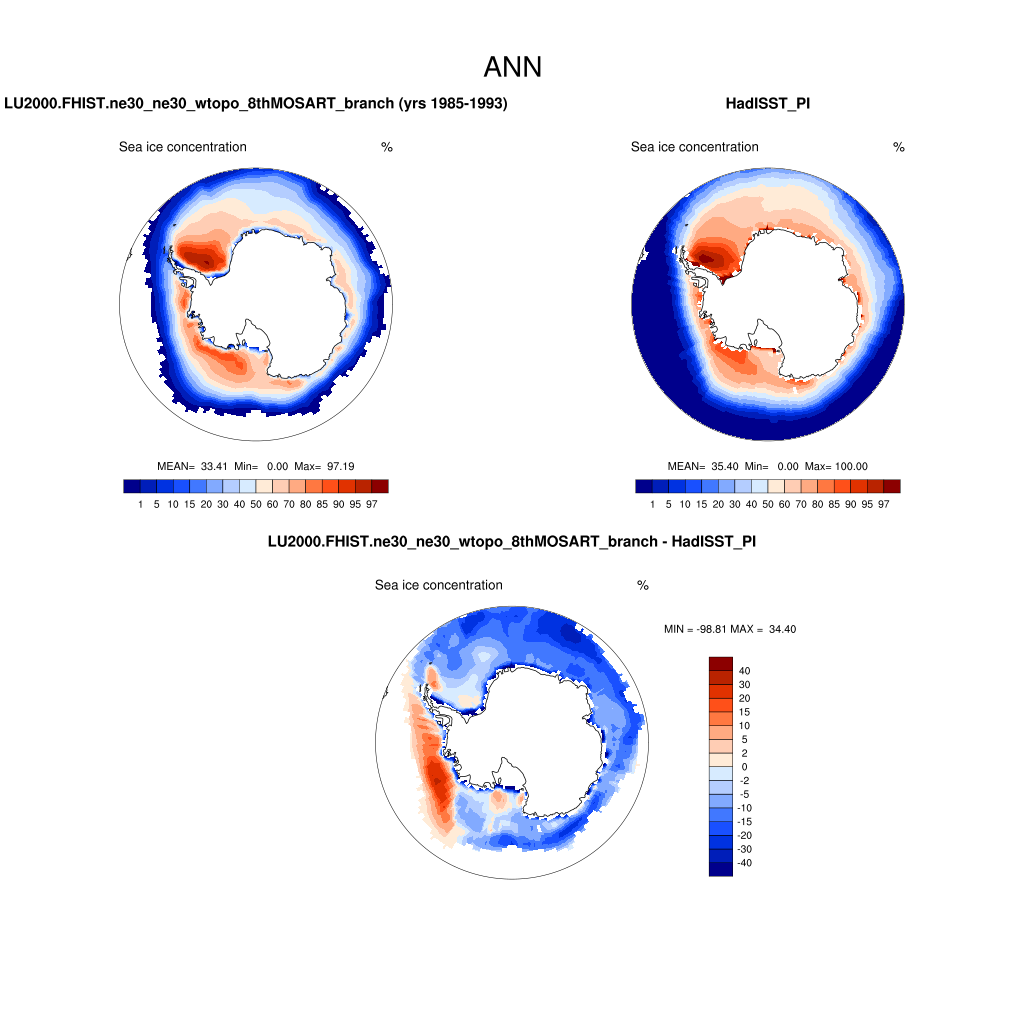 ANN
LU2000.FHIST.ne30_ne30_wtopo_8thMOSART_branch (yrs 1985-1993)
HadISST_PI
Sea ice concentration %
Sea ice concentration %
MEAN= 33.41 Min= 0.00 Max= 97.19
MEAN= 35.40 Min= 0.00 Max= 100.00
1 5 10 15 20 30 40 50 60 70 80 85 90 95 97
1 5 10 15 20 30 40 50 60 70 80 85 90 95 97
LU2000.FHIST.ne30_ne30_wtopo_8thMOSART_branch - HadISST_PI
Sea ice concentration %
MIN = -98.81 MAX = 34.40
40
30
20
15
10
5
2
0
-2
-5
-10
-15
-20
-30
-40